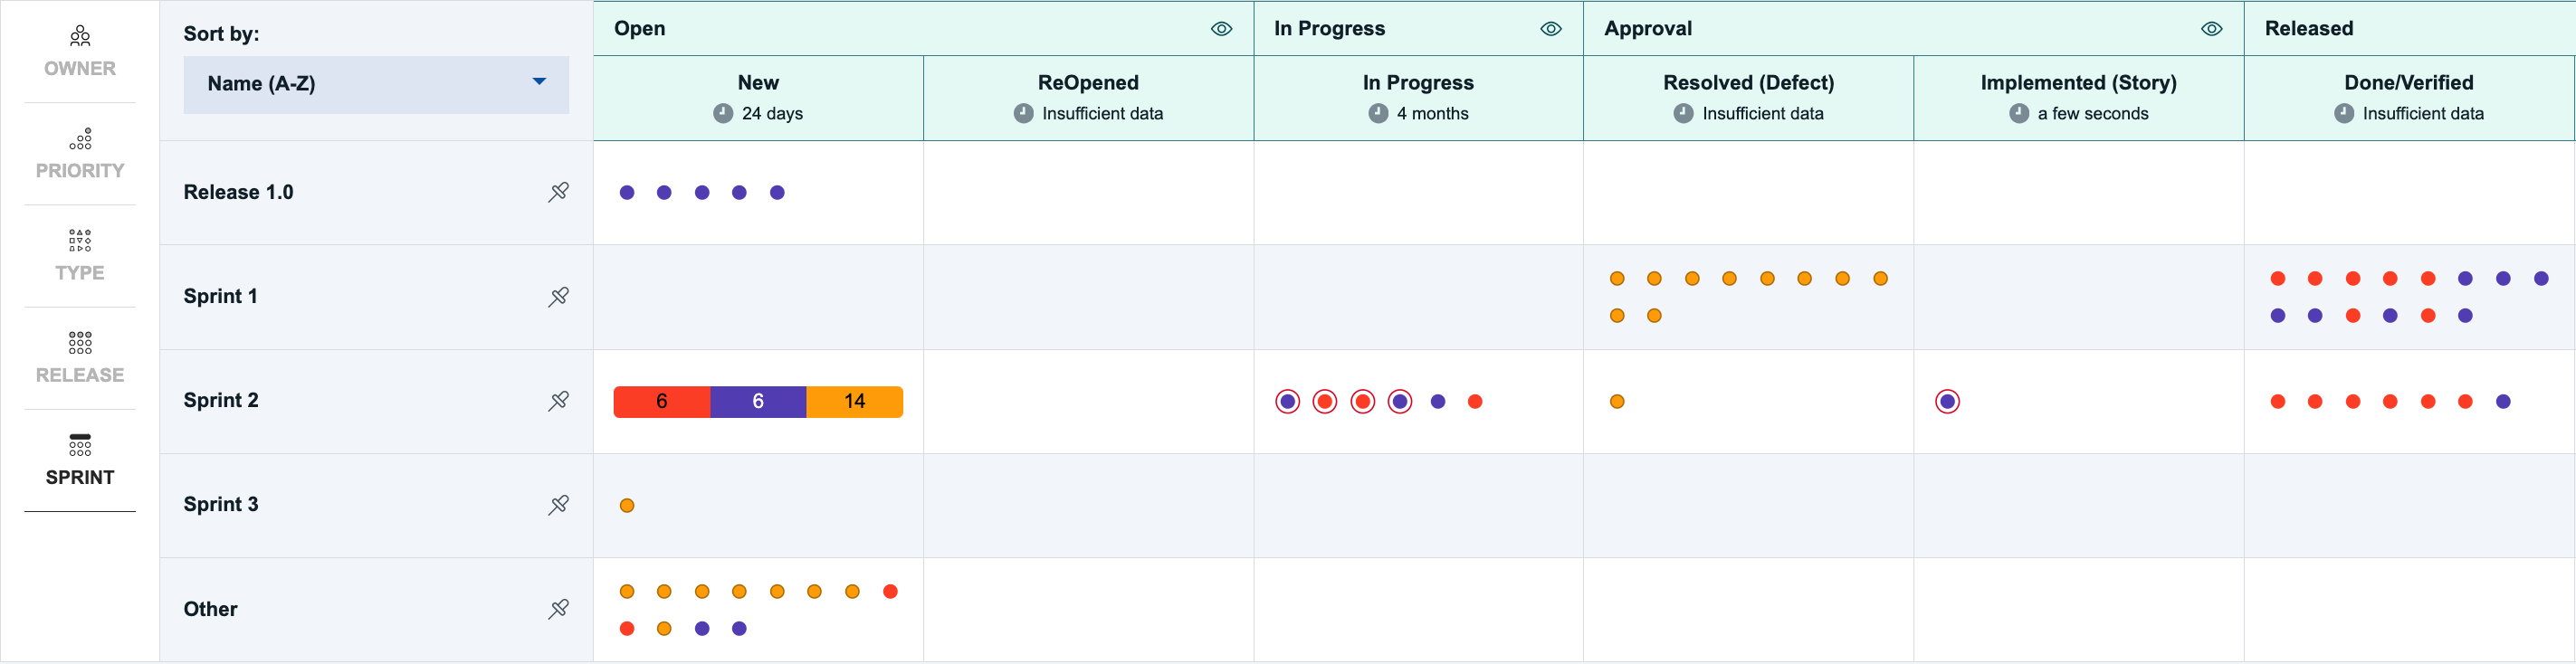 OWNER
PRIORITY
TYPE
RELEASE
SPRINT
Sort by:
Name (A-Z)
Open
In Progress
Approval
Released
New
24 days
ReOpened
Insufficient data
In Progress
4 months
Resolved (Defect)
Insufficient data
Implemented (Story)
a few seconds
Done/Verified
Insufficient data
Release 1.0
Sprint 1
Sprint 2
6 6 14
Sprint 3
Other